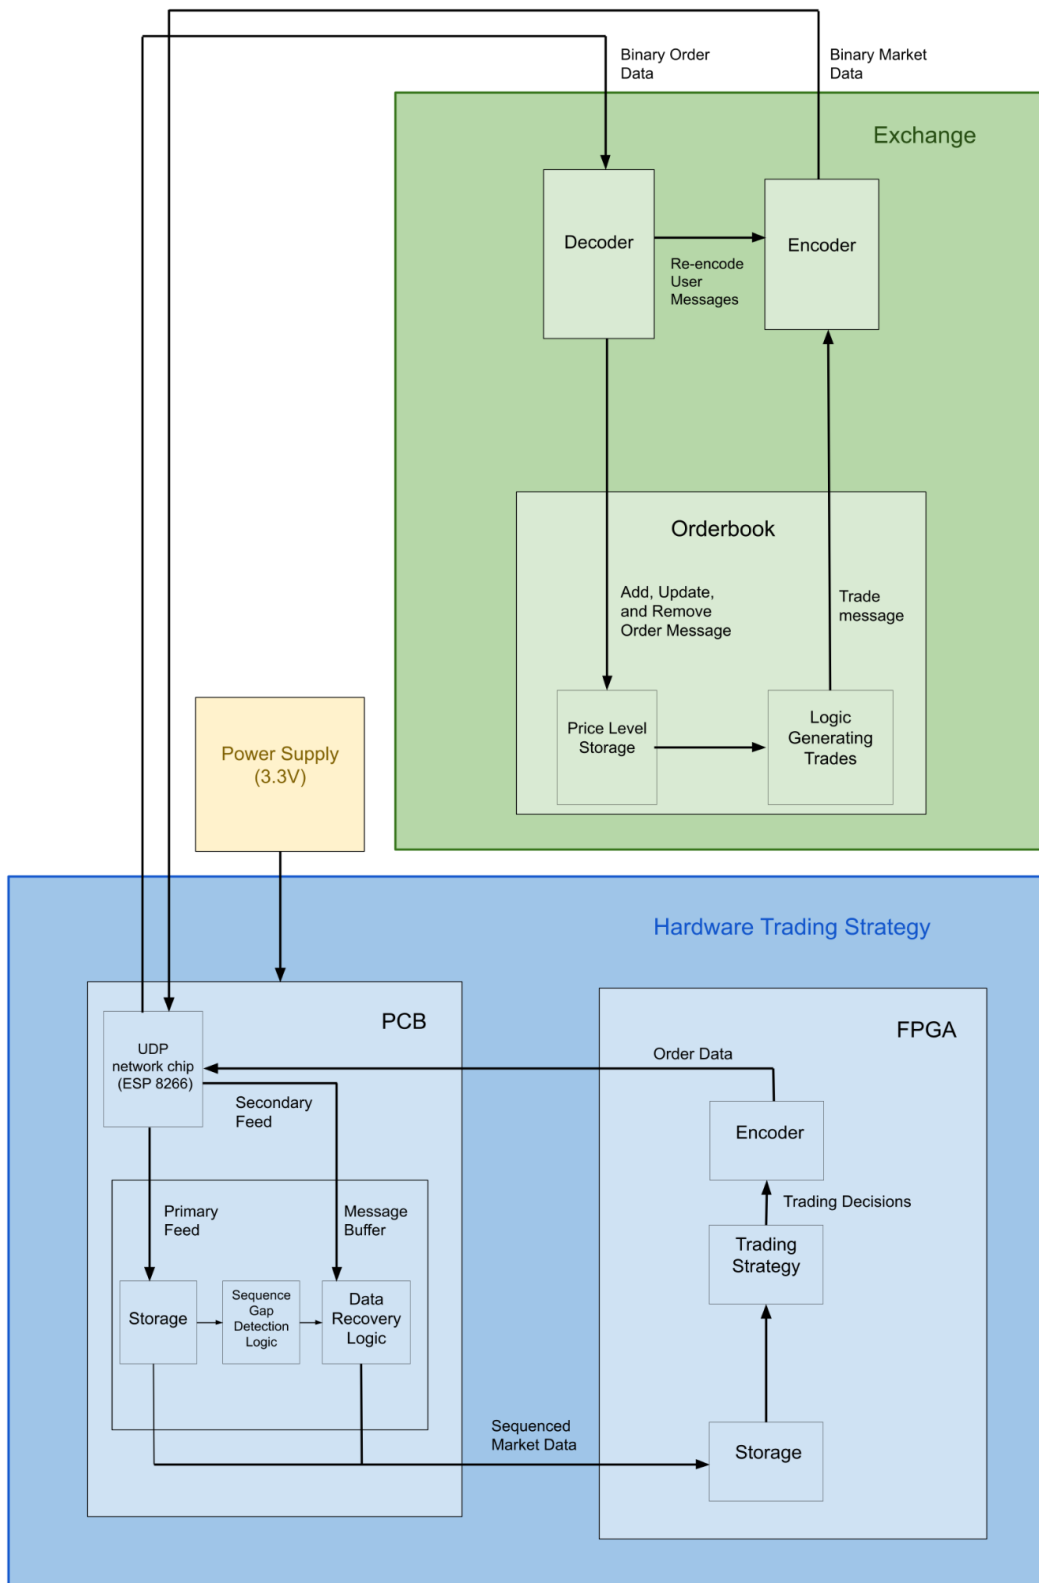 Binary Order
Data
Binary Market
Data
Exchange
Decoder
Encoder
Re-encode
User
Messages
Orderbook
Add, Update,
and Remove
Order Message
Trade
message
Price Level
Storage
Logic
Generating
Trades
Power Supply
(3.3V)
Hardware Trading Strategy
PCB
UDP
network chip
(ESP 8266)
Secondary
Feed
Primary
Feed
Message
Buffer
Storage
Sequence
Gap
Detection
Logic
Data
Recovery
Logic
Sequenced
Market Data
FPGA
Order Data
Encoder
Trading Decisions
Trading
Strategy
Storage